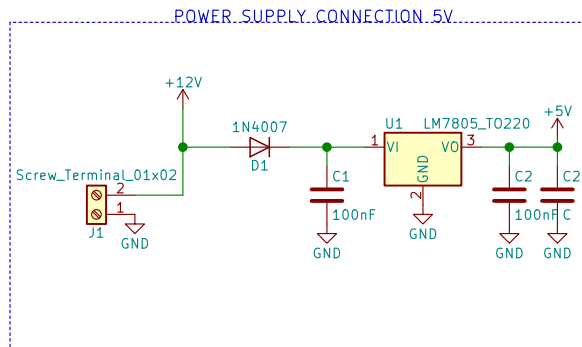 POWER SUPPLY CONNECTION 5V
+12V
+5V
1N4007
D1
U1
LM7805_TO220
1
VI
VO
3
GND
2
Screw_Terminal_01x02
2
1
J1
GND
C1
100nF
GND
GND
C2
100nF
GND
C2
C
GND